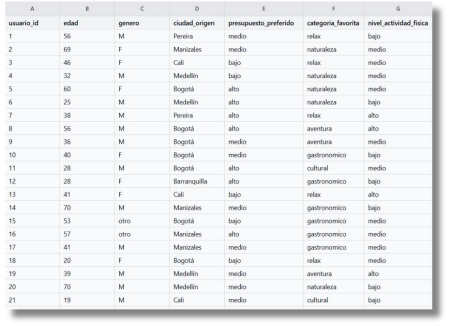 A B C D E F G
usuario_id edad genero ciudad_origen presupuesto_preferido categoria_favorita nivel_actividad_fisica
1 56 M Pereira medio relax bajo
2 69 F Manizales medio naturaleza medio
3 46 F Cali bajo relax medio
4 32 M Medellín bajo naturaleza medio
5 60 F Bogotá alto naturaleza medio
6 25 M Medellín alto naturaleza bajo
7 38 M Pereira alto relax alto
8 56 M Bogotá alto aventura alto
9 36 M Bogotá medio aventura medio
10 40 F Bogotá medio gastronomico bajo
11 28 M Bogotá alto cultural medio
12 28 F Barranquilla alto gastronomico bajo
13 41 F Cali bajo relax alto
14 70 M Manizales medio gastronomico bajo
15 53 otro Bogotá bajo gastronomico medio
16 57 otro Manizales alto gastronomico medio
17 41 M Manizales medio gastronomico medio
18 20 F Bogotá bajo relax medio
19 39 M Medellín medio aventura alto
20 70 M Medellín medio naturaleza bajo
21 19 M Cali medio cultural bajo